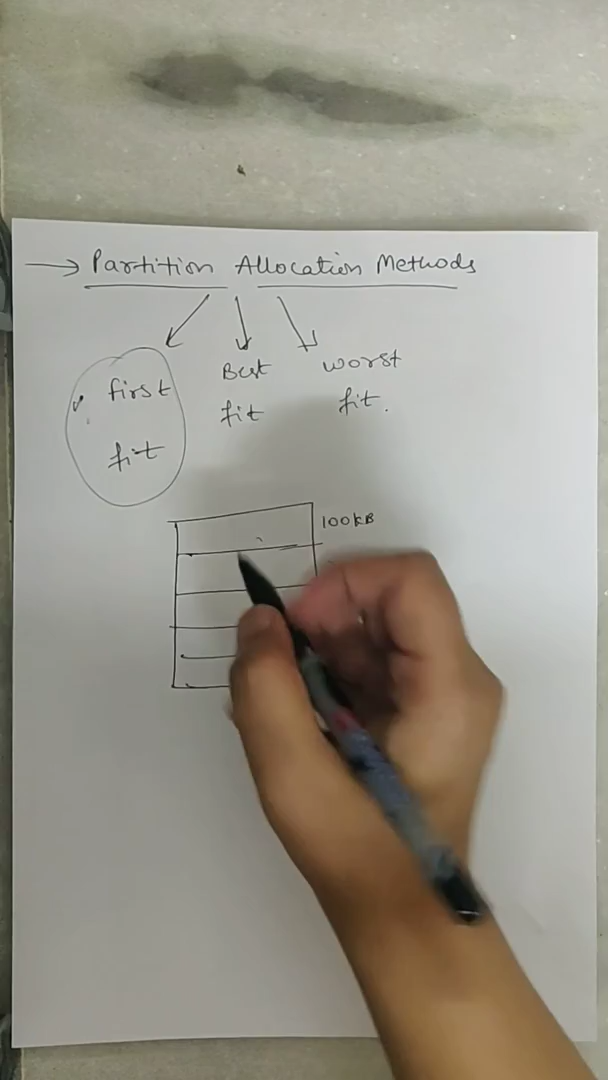 → Partition Allocation Methods
first Best worst
fit fit fit.
100kB